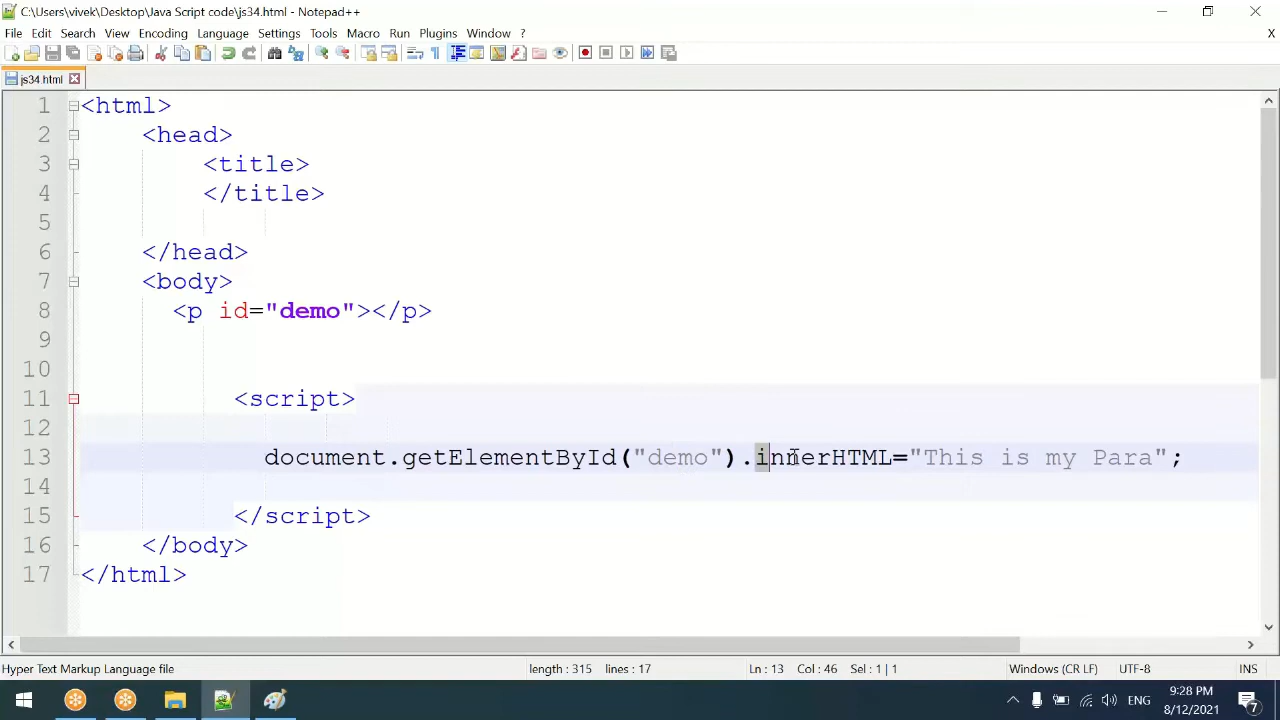 C:\Users\vivek\Desktop\Java Script code\js34.html - Notepad++
File Edit Search View Encoding Language Settings Tools Macro Run Plugins Window ? X
js34.html
1 <html>
2 <head>
3 <title>
4 </title>
5
6 </head>
7 <body>
8 <p id="demo"></p>
9
10
11 <script>
12
13 document.getElementById("demo").innerHTML="This is my Para";
14
15 </script>
16 </body>
17 </html>
Hyper Text Markup Language file length : 315 lines : 17 Ln : 13 Col : 46 Sel : 1 | 1 Windows (CR LF) UTF-8 INS
ENG 9:28 PM
8/12/2021 7